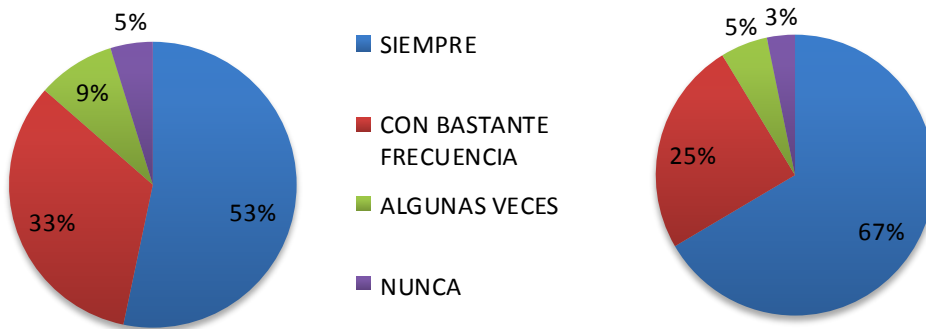 5%
9%
33%
53%
SIEMPRE
CON BASTANTE
FRECUENCIA
ALGUNAS VECES
NUNCA
3%
5%
25%
67%